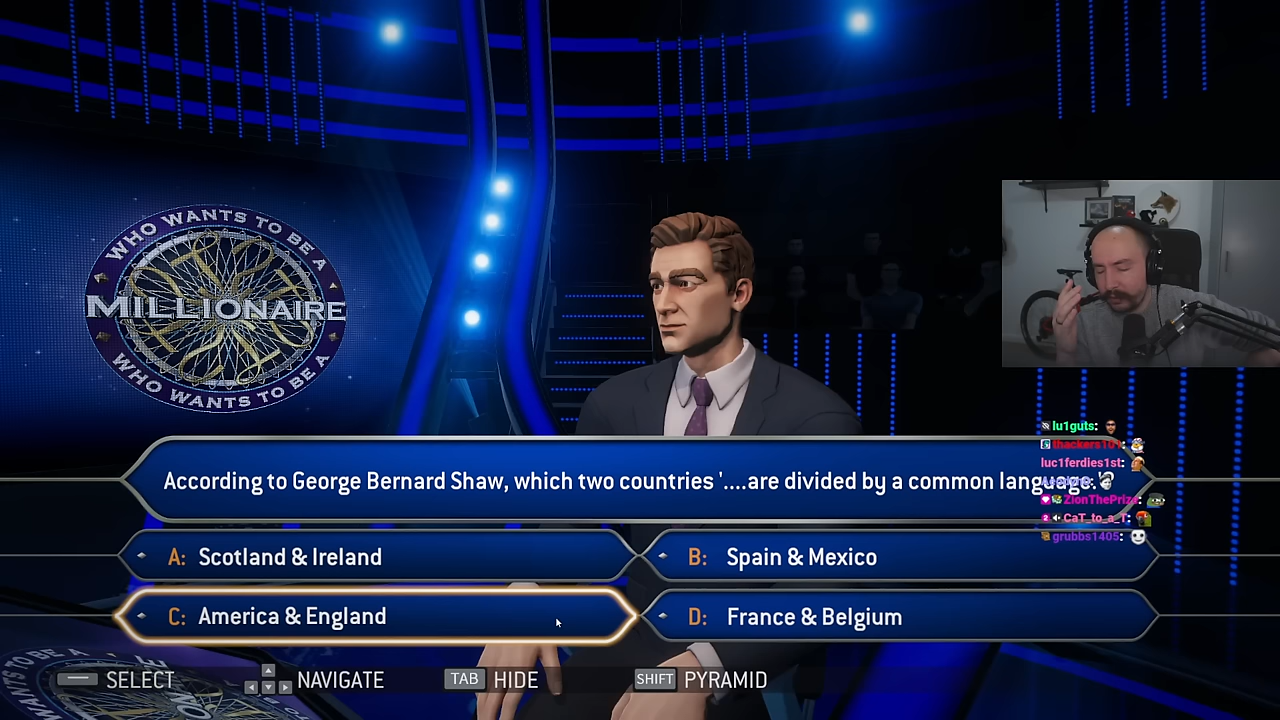 WHO WANTS TO BE A
MILLIONAIRE
WHO WANTS TO BE A
According to George Bernard Shaw, which two countries '....are divided by a common language.'
A: Scotland & Ireland
B: Spain & Mexico
C: America & England
D: France & Belgium
SELECT
NAVIGATE
TAB HIDE
SHIFT PYRAMID
lu1guts:
thackers101:
luc1ferdies1st:
ZionThePrize:
CaT_to_a_T:
grubbs1405: